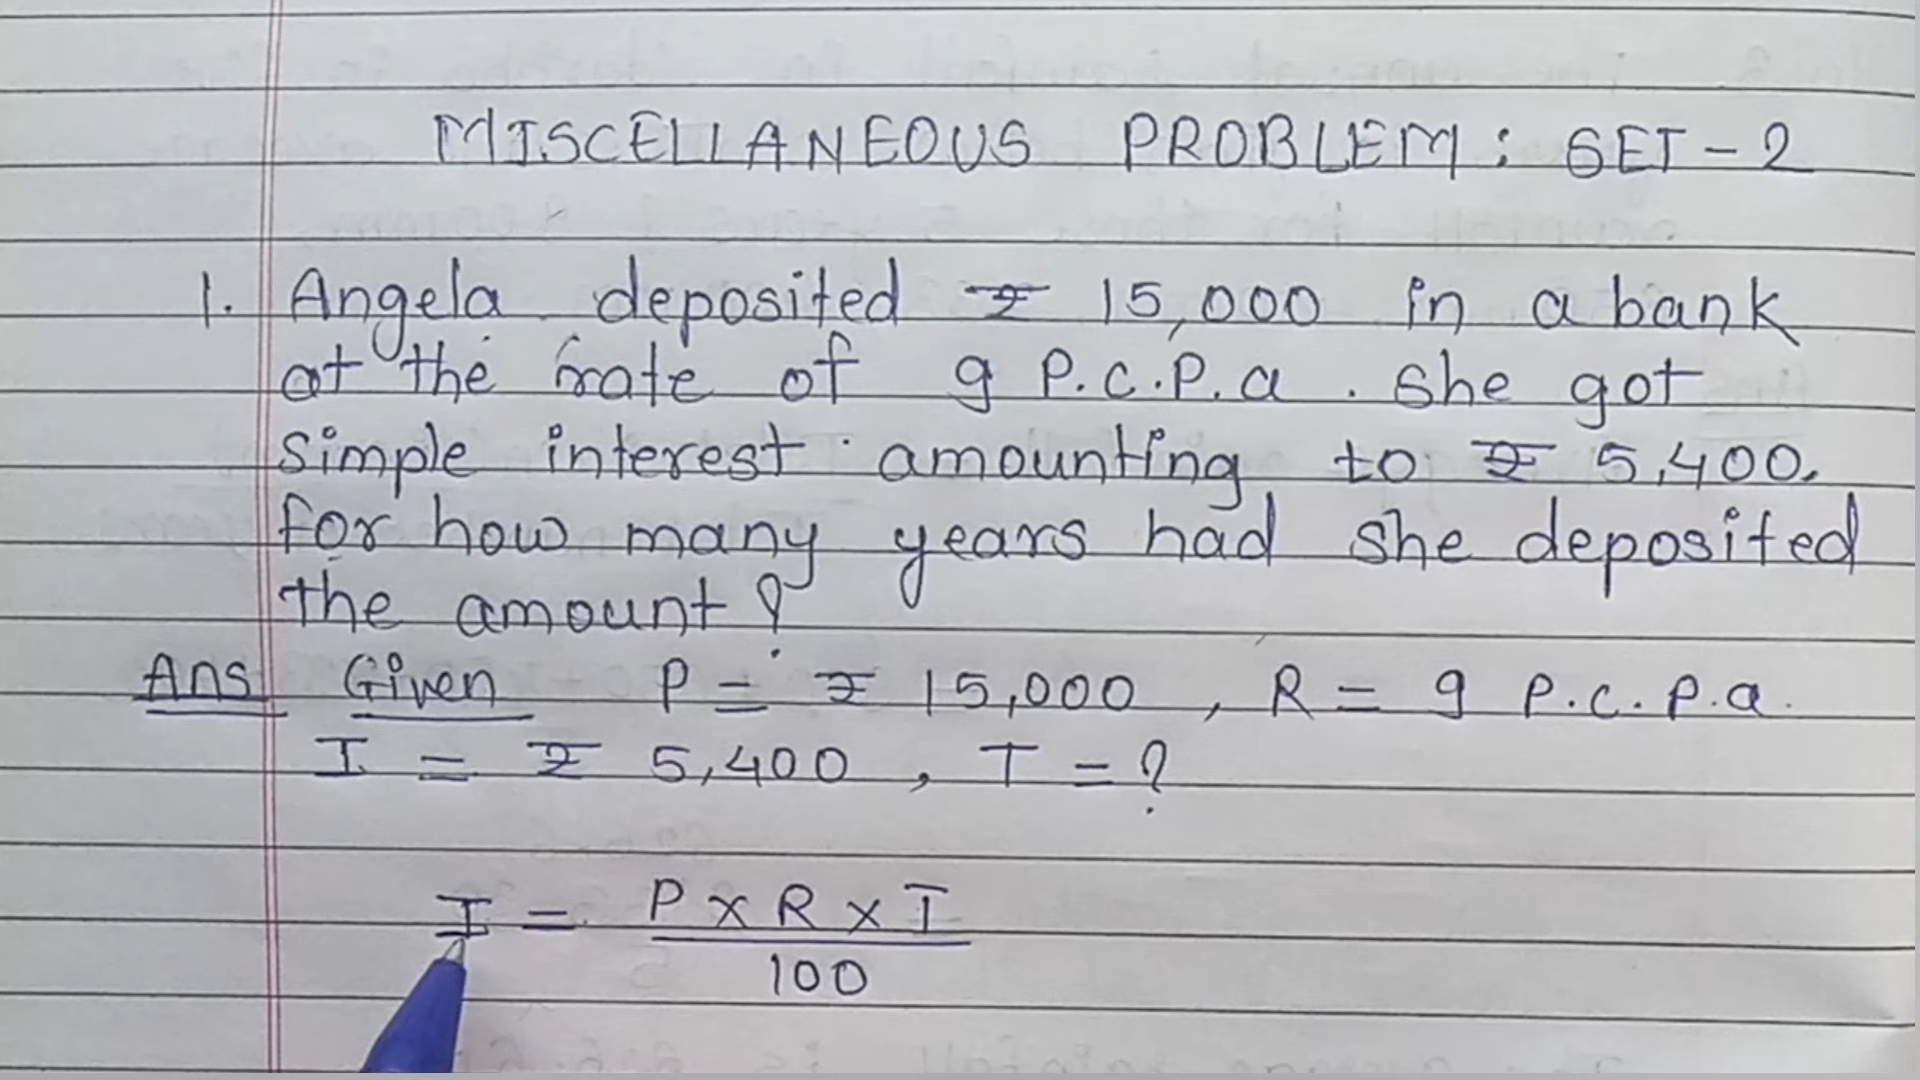 MISCELLANEOUS PROBLEM : SET - 2
1. Angela deposited ₹ 15,000 in a bank
at the rate of 9 P.C.P.a. She got
simple interest amounting to ₹ 5,400.
for how many years had she deposited
the amount?
Ans Given P = ₹ 15,000, R = 9 P.C.P.a.
I = ₹ 5,400, T = ?
I = P x R x T
100